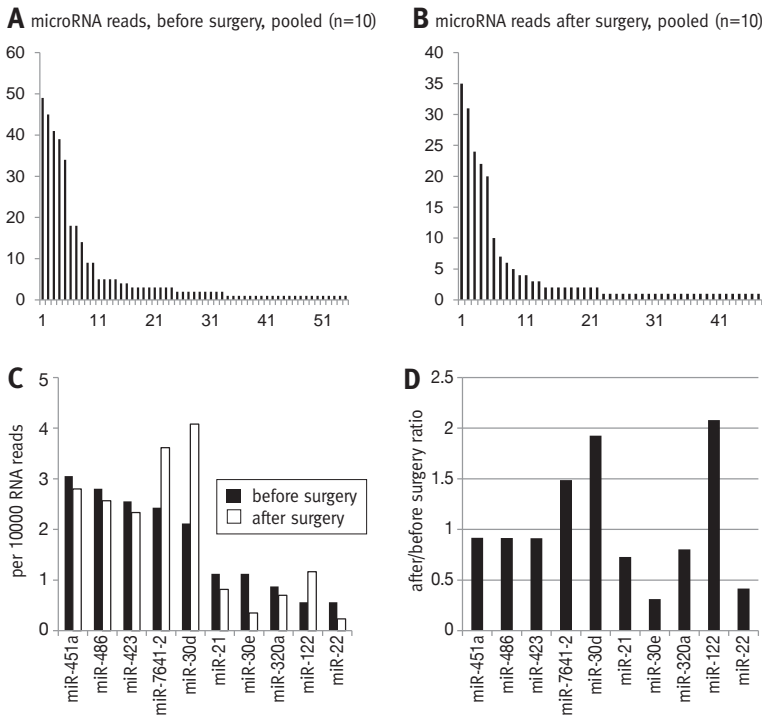 A microRNA reads, before surgery, pooled (n=10)
60
50
40
30
20
10
0
1 11 21 31 41 51
B microRNA reads after surgery, pooled (n=10)
40
35
30
25
20
15
10
5
0
1 11 21 31 41
C
per 10000 RNA reads
5
4
3
2
1
0
before surgery
after surgery
miR-451a
miR-486
miR-423
miR-7641-2
miR-30d
miR-21
miR-30e
miR-320a
miR-122
miR-22
D
after/before surgery ratio
2.5
2
1.5
1
0.5
0
miR-451a
miR-486
miR-423
miR-7641-2
miR-30d
miR-21
miR-30e
miR-320a
miR-122
miR-22